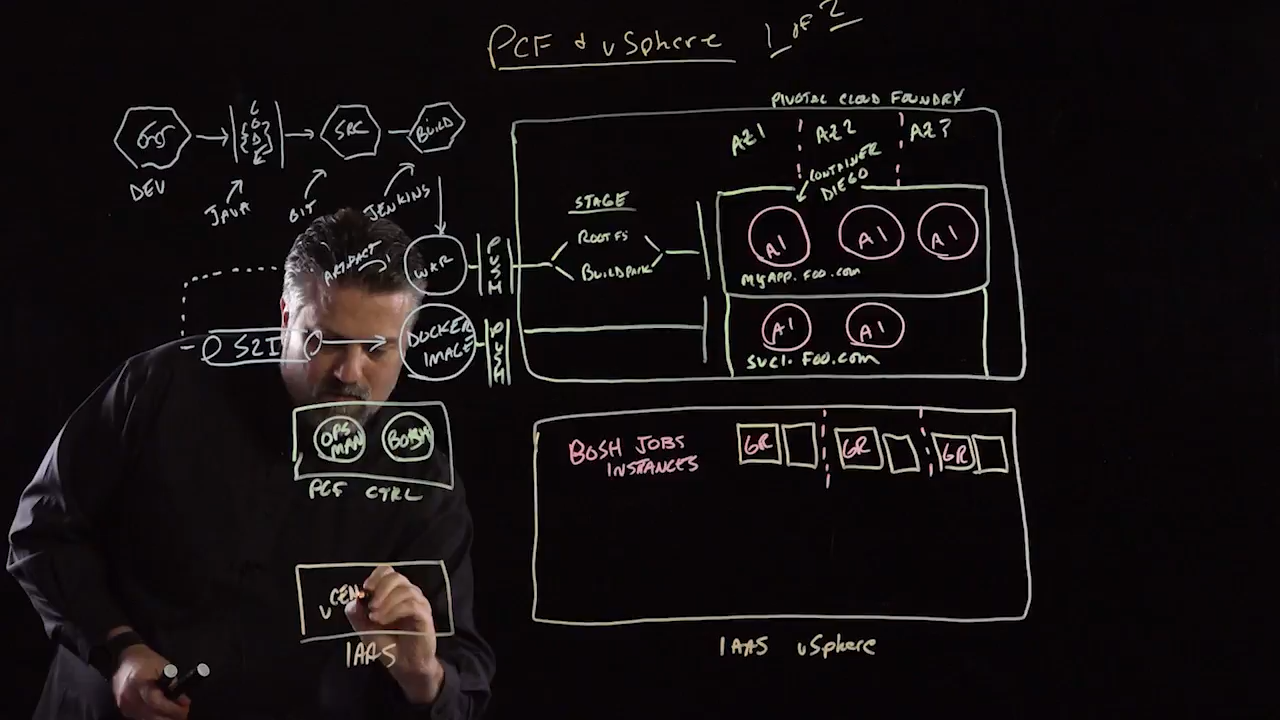 PCF & vSphere 1 of 2
PIVOTAL CLOUD FOUNDRY
AZ1
AZ2
AZ3
CONTAINER
DIEGO
CODE
SRC
BUILD
DEV
JAVA
GIT
JENKINS
STAGE
ROOTFS
BUILDPACK
ARTIFACT
WAR
PUSH
A1
A1
A1
MYAPP.FOO.COM
S2I
DOCKER
IMAGE
PUSH
A1
A1
SVC1.FOO.COM
OPS
MAN
BOSH
PCF CTRL
BOSH JOBS
INSTANCES
GR
GR
GR
vCEN
IAAS
IAAS vSphere